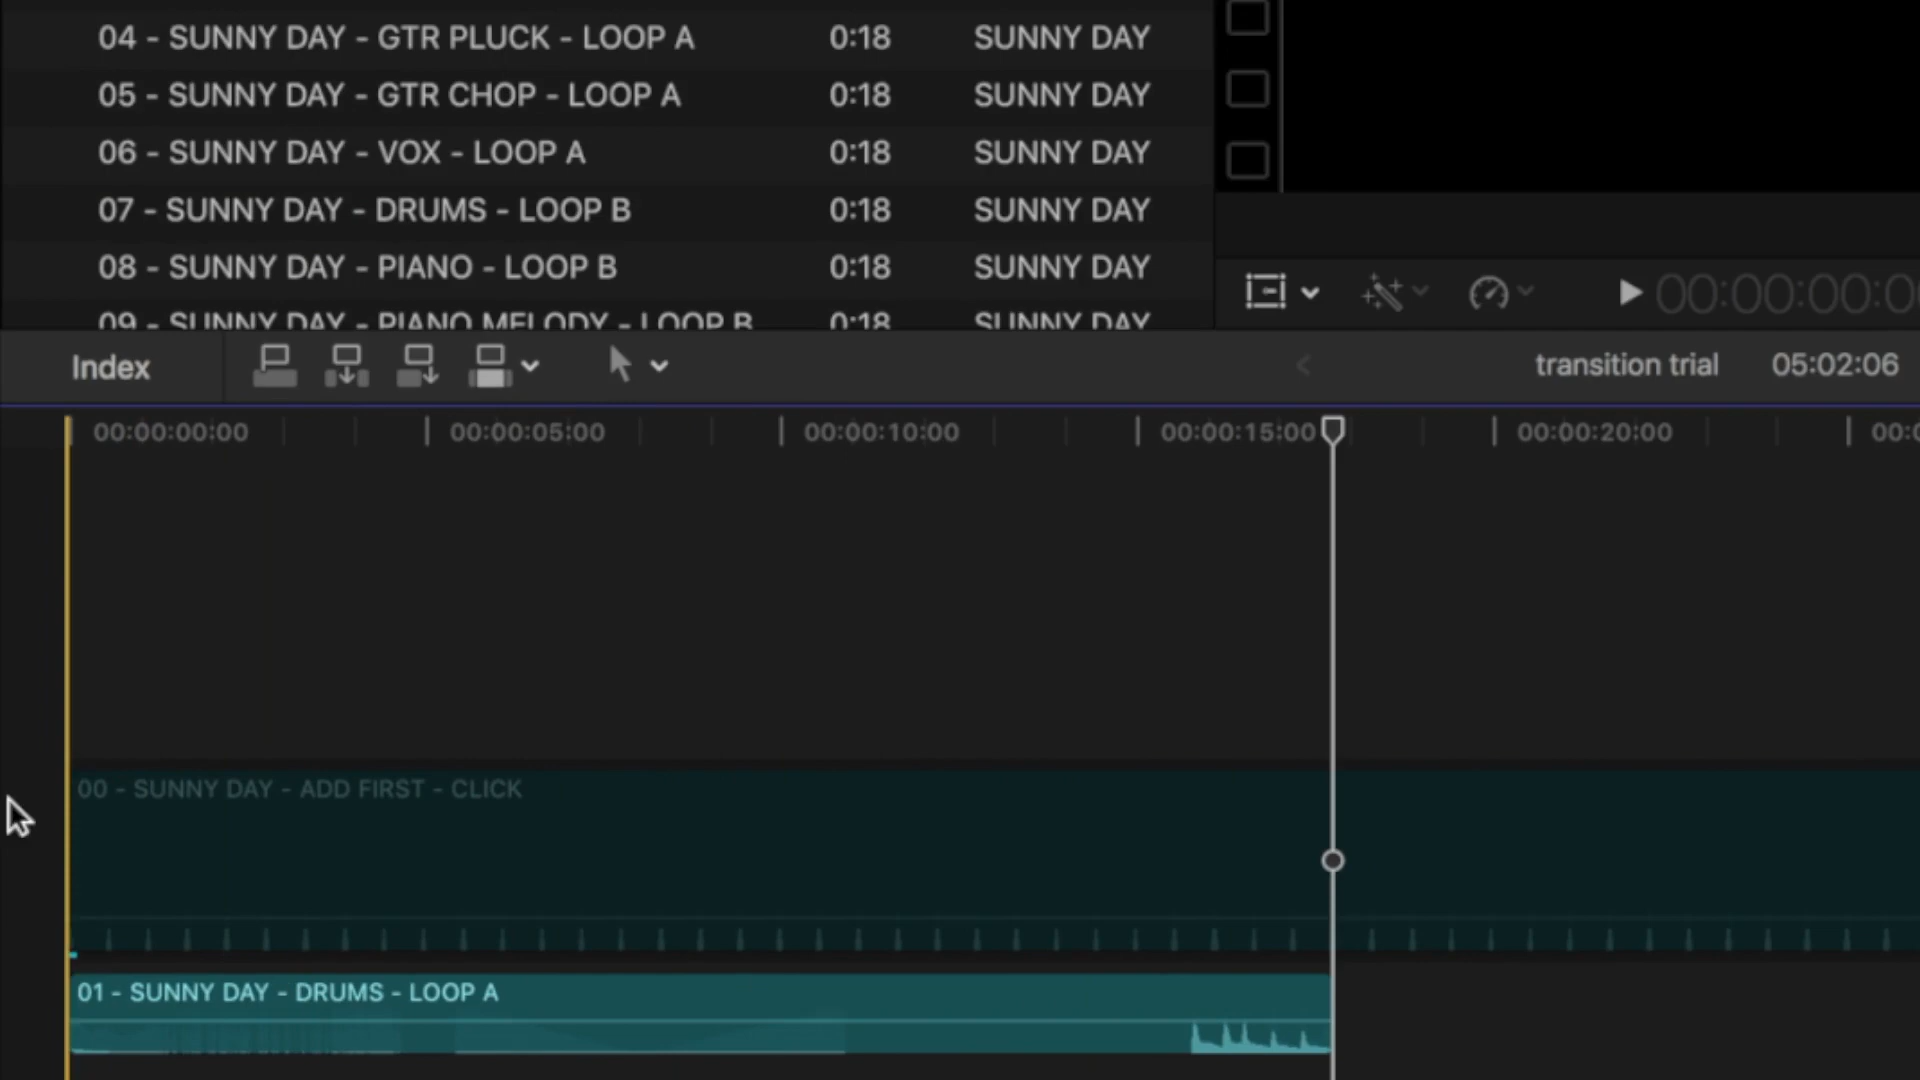 04 - SUNNY DAY - GTR PLUCK - LOOP A 0:18 SUNNY DAY
05 - SUNNY DAY - GTR CHOP - LOOP A 0:18 SUNNY DAY
06 - SUNNY DAY - VOX - LOOP A 0:18 SUNNY DAY
07 - SUNNY DAY - DRUMS - LOOP B 0:18 SUNNY DAY
08 - SUNNY DAY - PIANO - LOOP B 0:18 SUNNY DAY
00:00:00:0
09 - SUNNY DAY - PIANO MELODY - LOOP B 0:18 SUNNY DAY
Index transition trial 05:02:06
00:00:00:00 00:00:05:00 00:00:10:00 00:00:15:00 00:00:20:00 00:0
00 - SUNNY DAY - ADD FIRST - CLICK
01 - SUNNY DAY - DRUMS - LOOP A